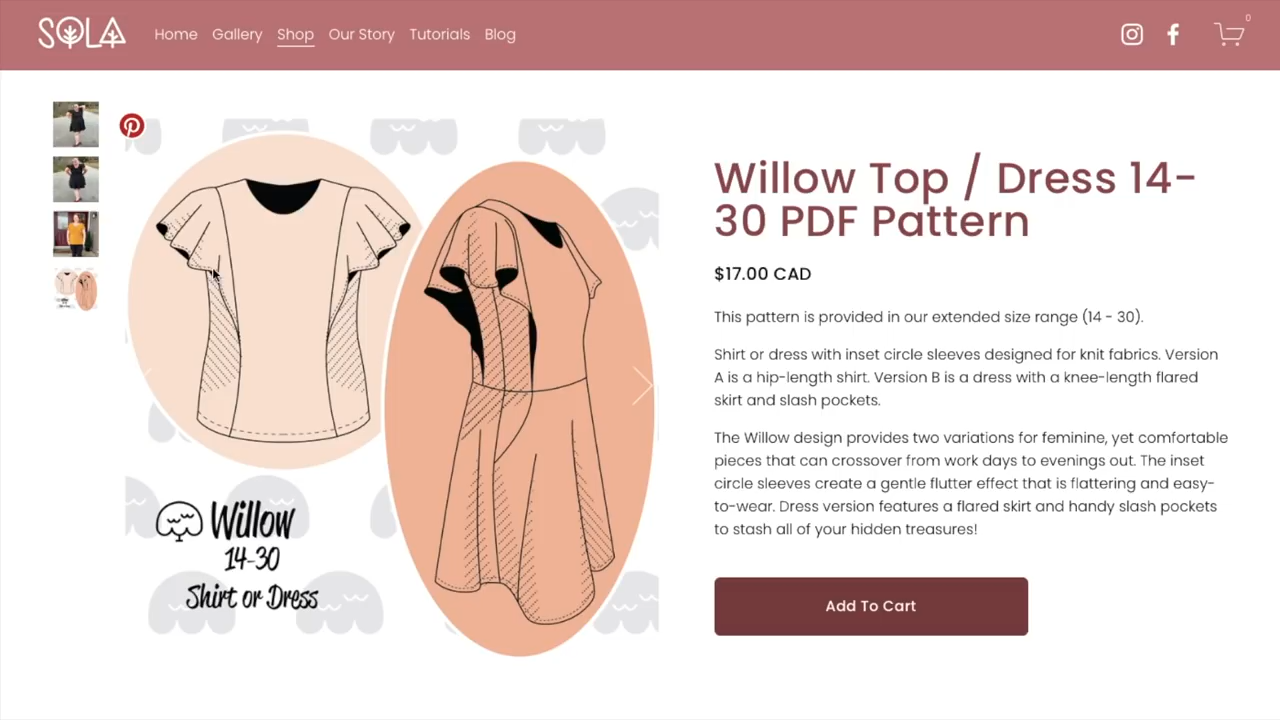 SOLA
Home Gallery Shop Our Story Tutorials Blog
0
Willow
14-30
Shirt or Dress
Willow Top / Dress 14-
30 PDF Pattern
$17.00 CAD
This pattern is provided in our extended size range (14 - 30).
Shirt or dress with inset circle sleeves designed for knit fabrics. Version
A is a hip-length shirt. Version B is a dress with a knee-length flared
skirt and slash pockets.
The Willow design provides two variations for feminine, yet comfortable
pieces that can crossover from work days to evenings out. The inset
circle sleeves create a gentle flutter effect that is flattering and easy-
to-wear. Dress version features a flared skirt and handy slash pockets
to stash all of your hidden treasures!
Add To Cart